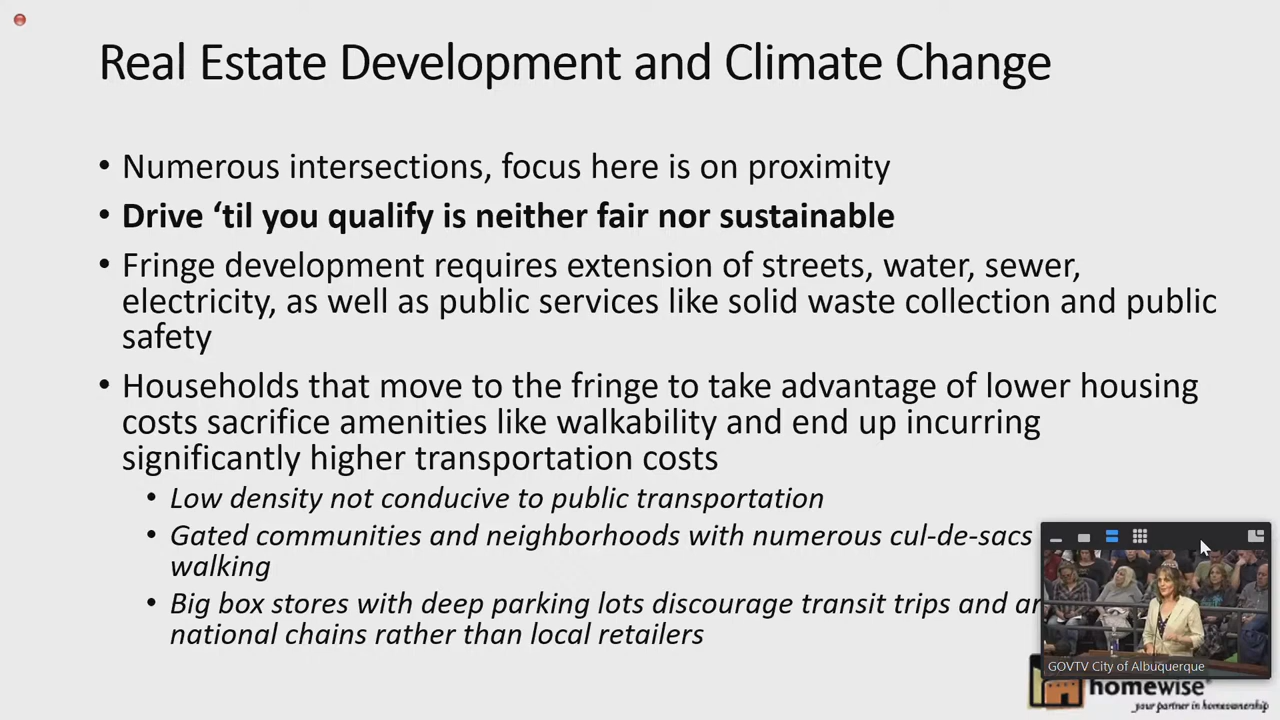 Real Estate Development and Climate Change
• Numerous intersections, focus here is on proximity
• Drive ‘til you qualify is neither fair nor sustainable
• Fringe development requires extension of streets, water, sewer,
electricity, as well as public services like solid waste collection and public
safety
• Households that move to the fringe to take advantage of lower housing
costs sacrifice amenities like walkability and end up incurring
significantly higher transportation costs
• Low density not conducive to public transportation
• Gated communities and neighborhoods with numerous cul-de-sacs
walking
• Big box stores with deep parking lots discourage transit trips and
national chains rather than local retailers
GOVTV City of Albuquerque
homewise
your partner in homeownership